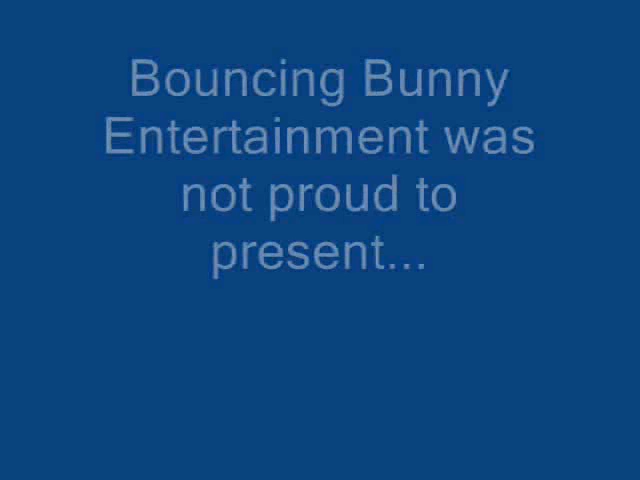 Bouncing Bunny
Entertainment was
not proud to
present...